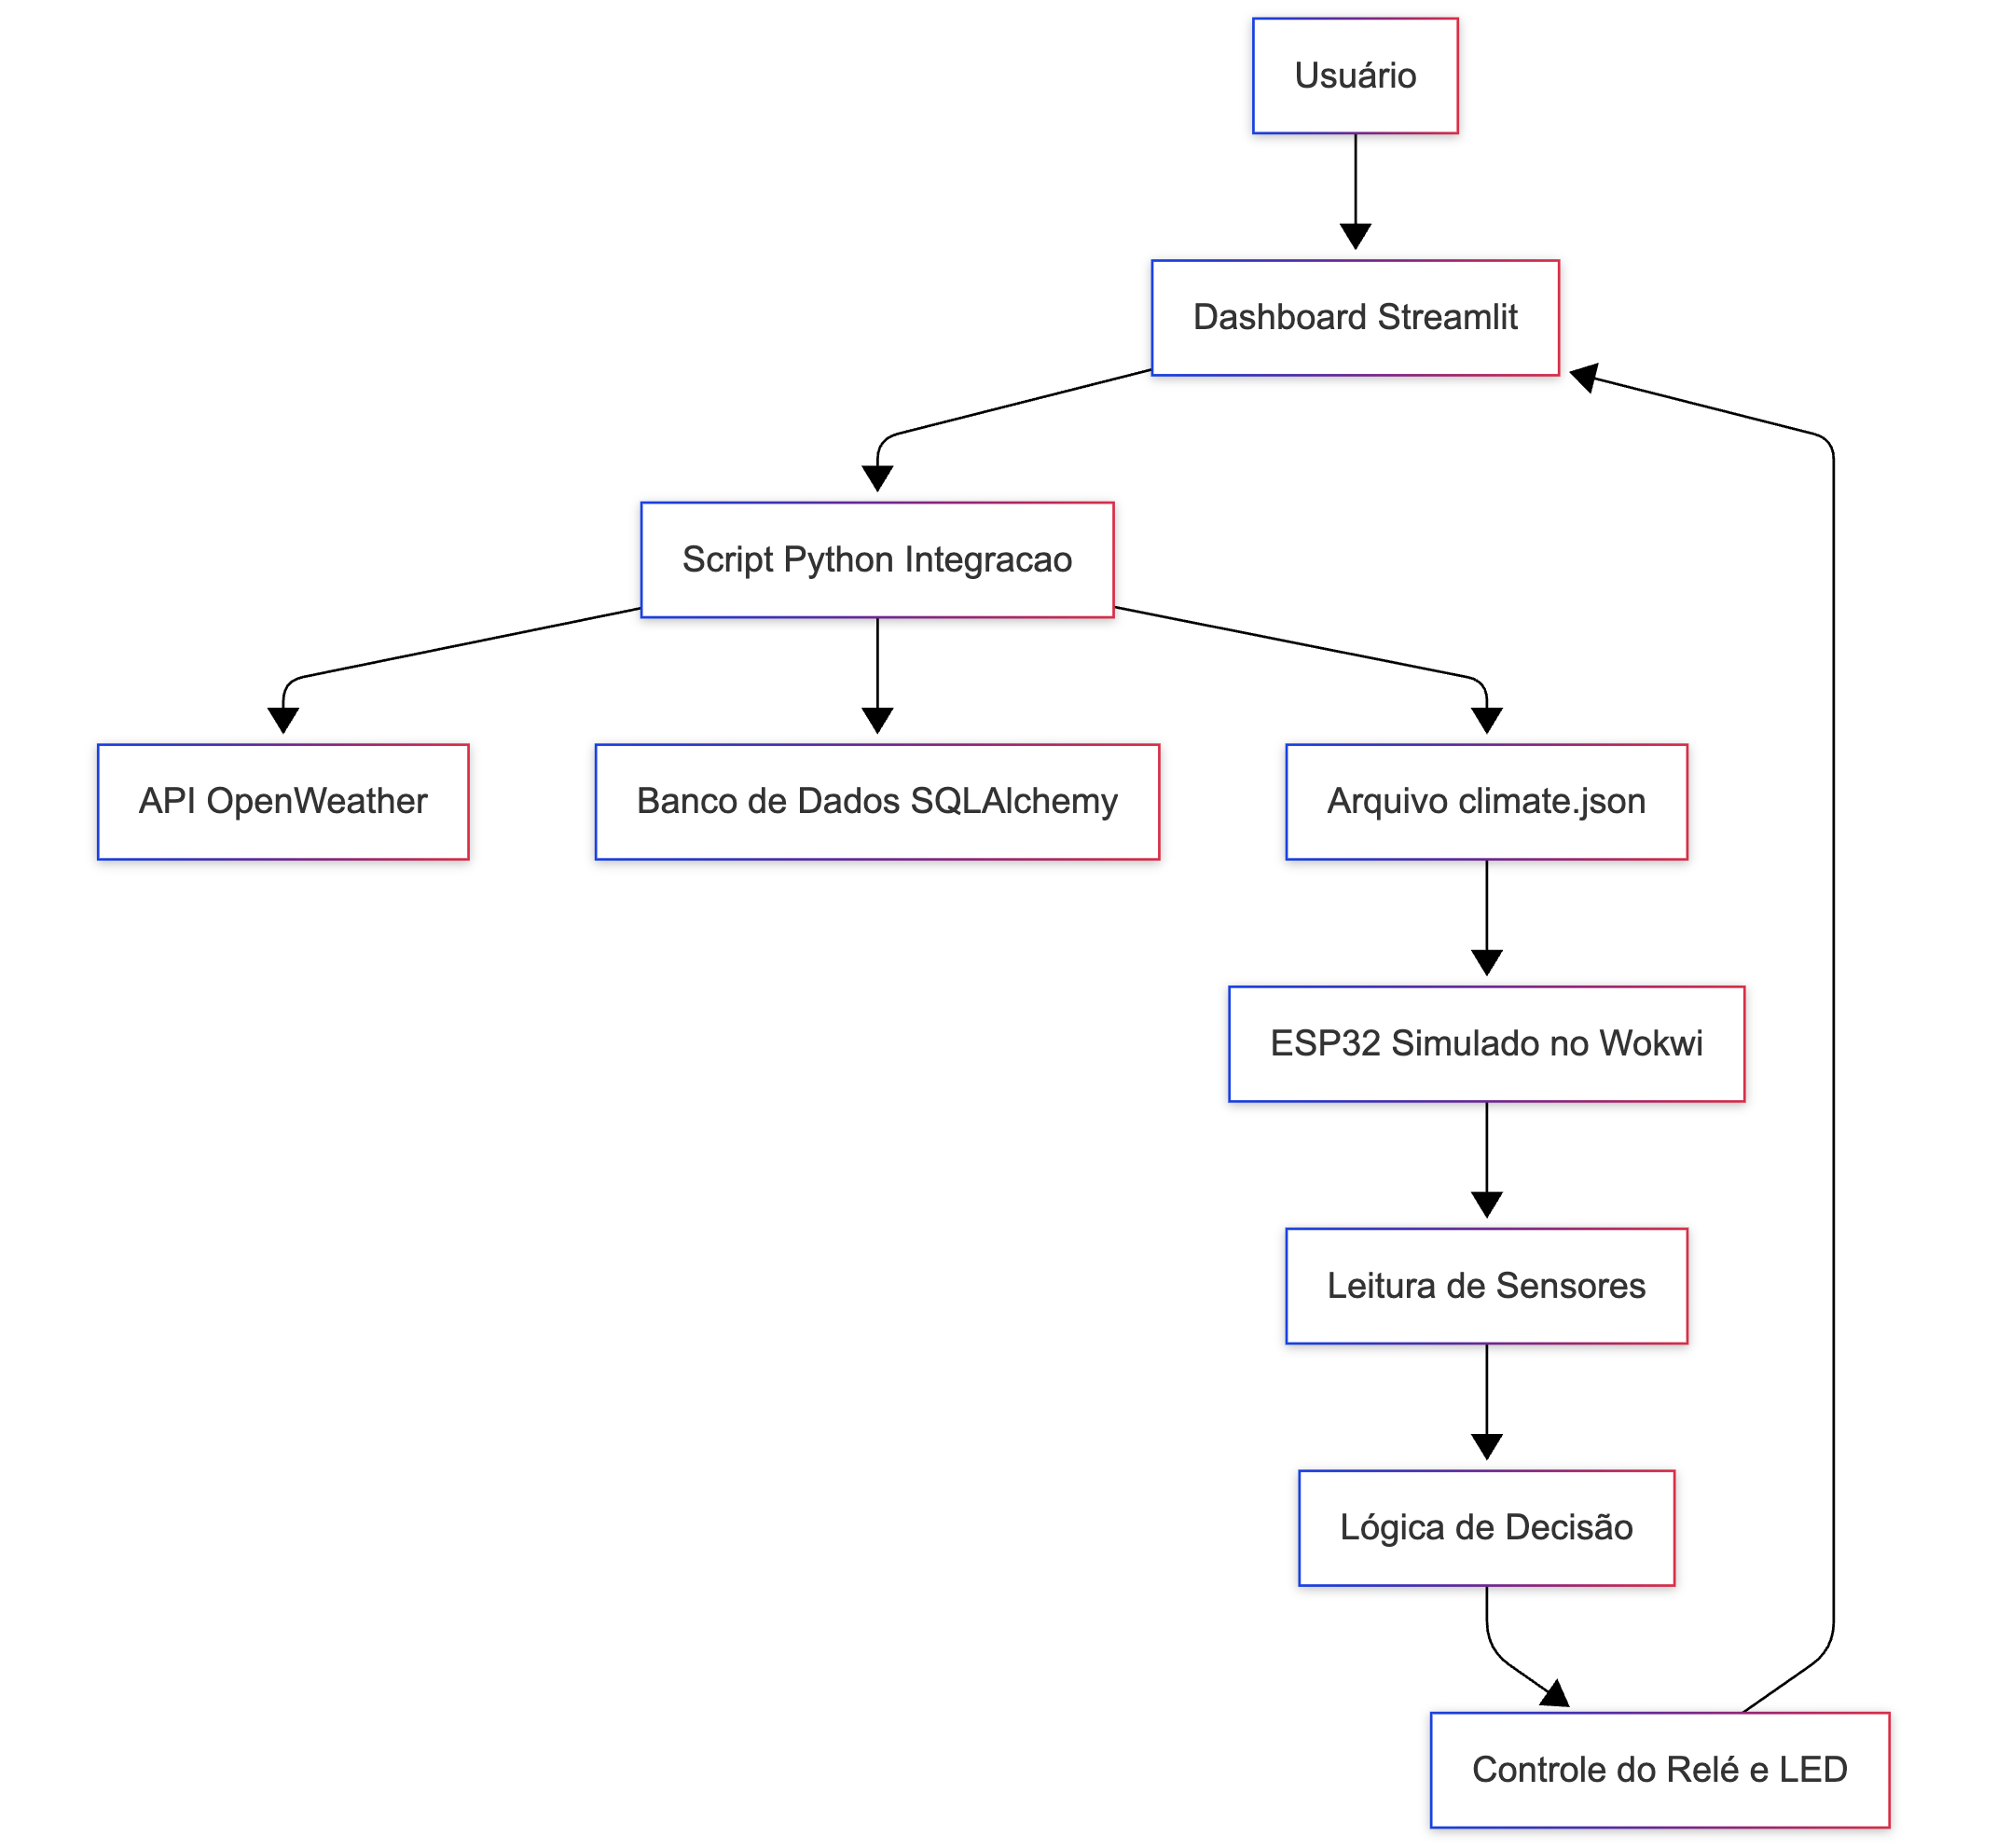 Usuário
Dashboard Streamlit
Script Python Integracao
API OpenWeather
Banco de Dados SQLAlchemy
Arquivo climate.json
ESP32 Simulado no Wokwi
Leitura de Sensores
Lógica de Decisão
Controle do Relé e LED